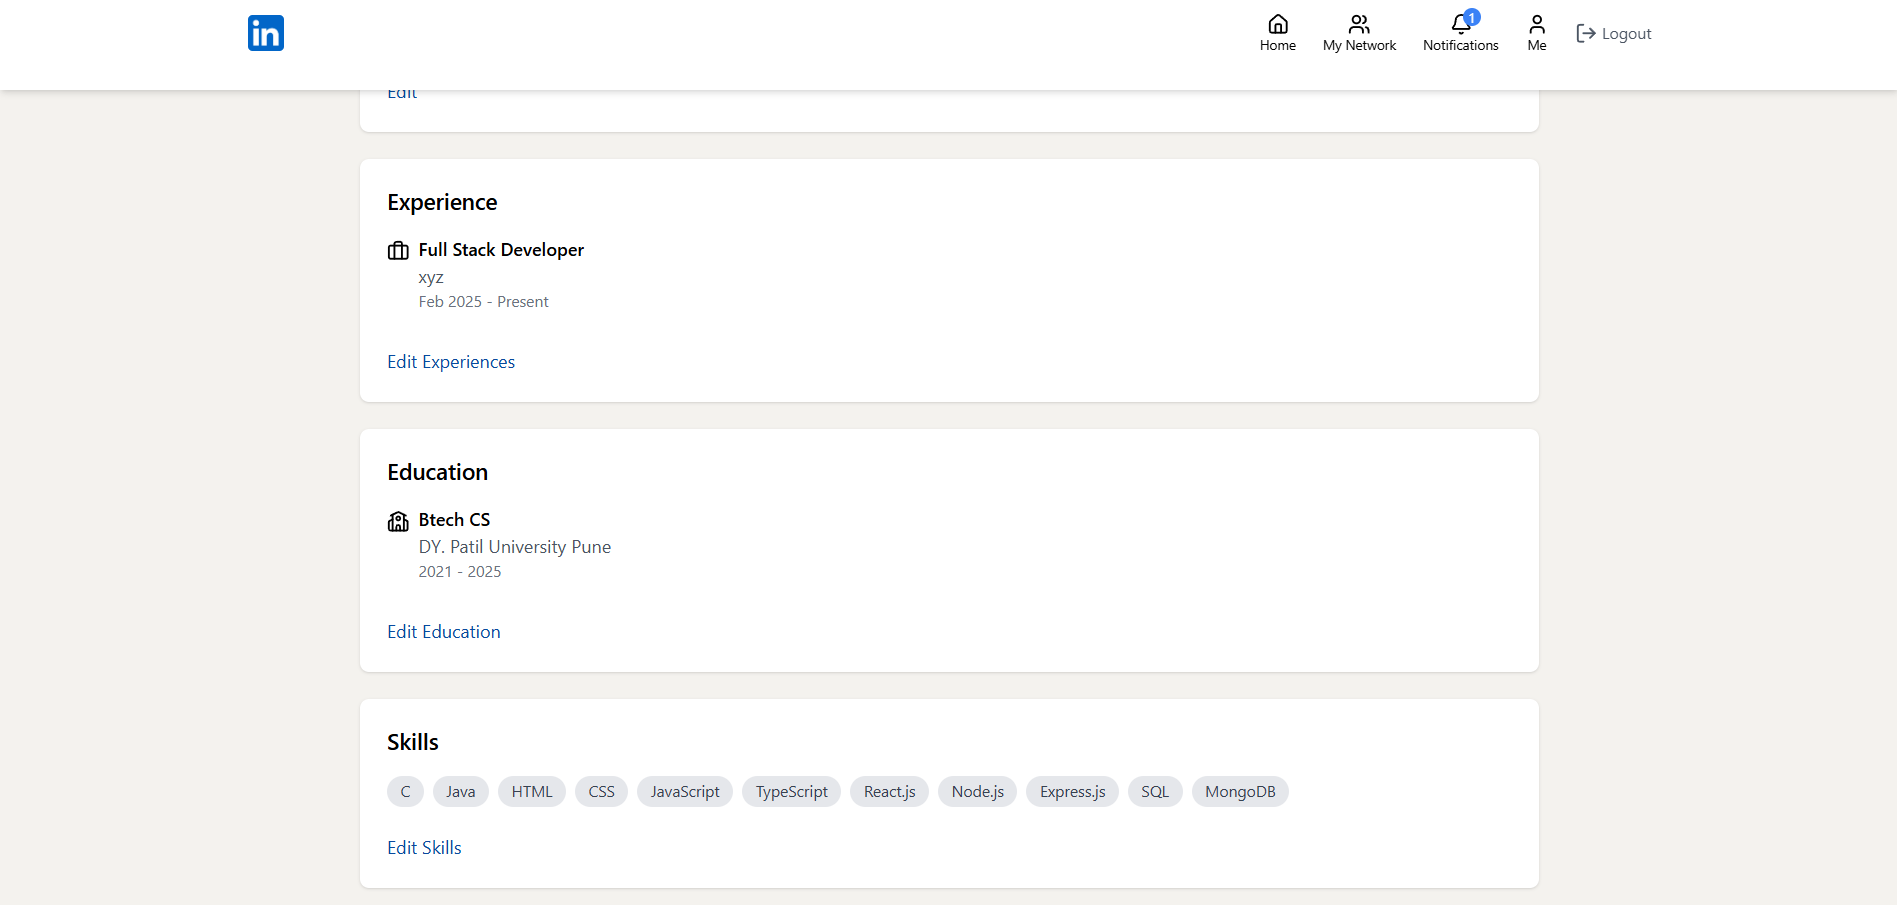 in
Home
My Network
1
Notifications
Me
Logout
Edit
Experience
Full Stack Developer
xyz
Feb 2025 - Present
Edit Experiences
Education
Btech CS
DY. Patil University Pune
2021 - 2025
Edit Education
Skills
C Java HTML CSS JavaScript TypeScript React.js Node.js Express.js SQL MongoDB
Edit Skills